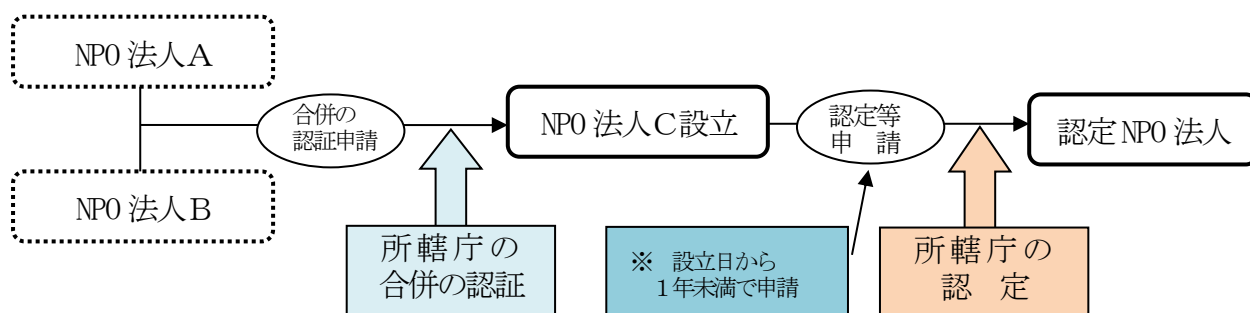 NPO 法人Ａ
NPO 法人Ｂ
合併の
認証申請
NPO 法人Ｃ設立
認定等
申　請
認定 NPO 法人
所轄庁の
合併の認証
※　設立日から
１年未満で申請
所轄庁の
認　定